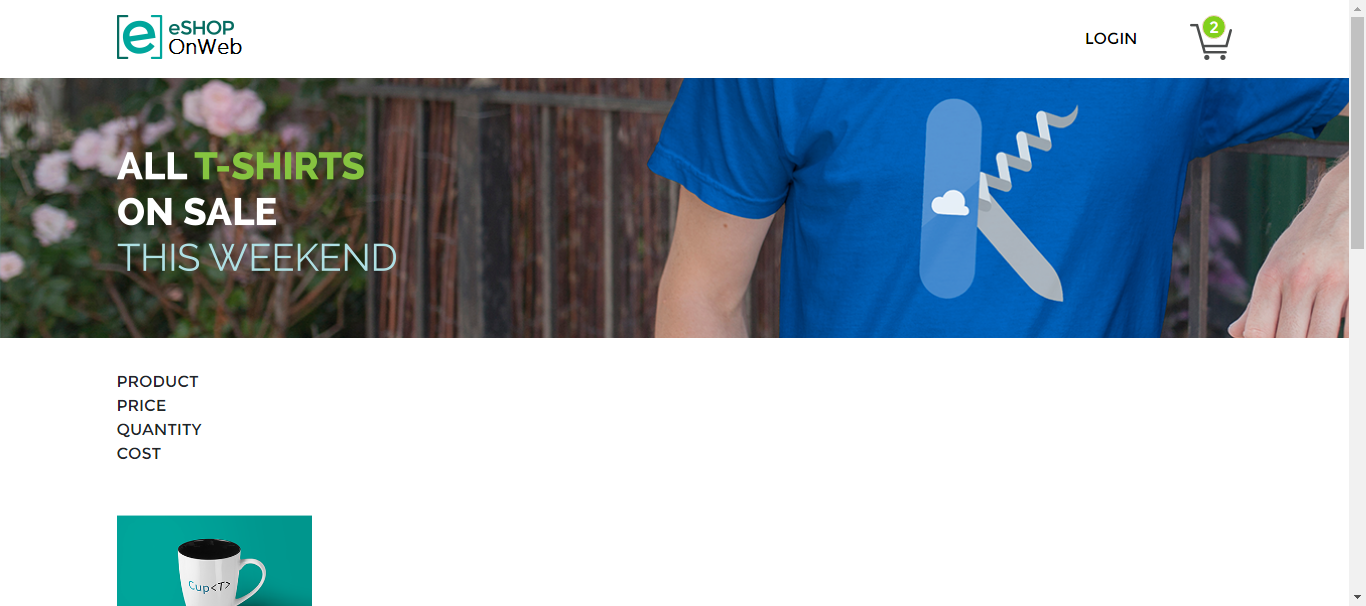 e eSHOP
OnWeb
LOGIN
2
ALL T-SHIRTS
ON SALE
THIS WEEKEND
PRODUCT
PRICE
QUANTITY
COST
Cup<T>